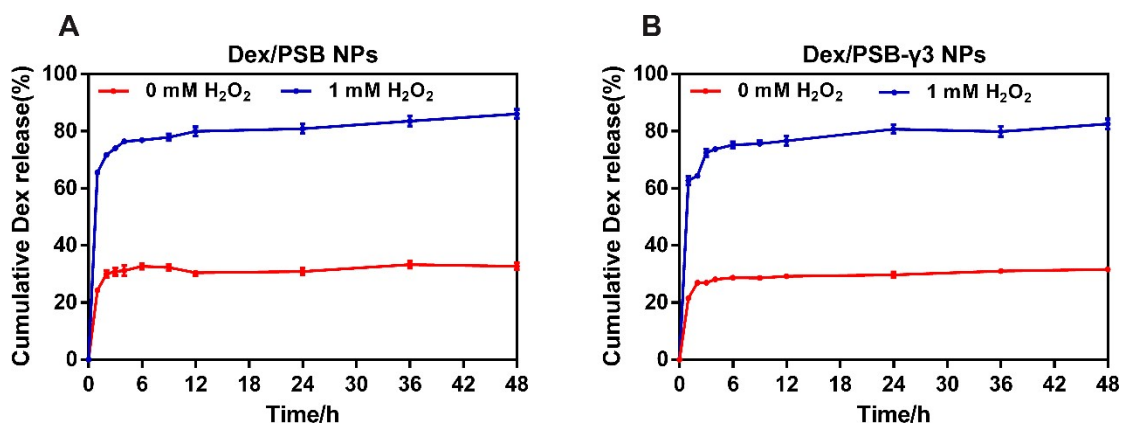 A
Dex/PSB NPs
0 mM H₂O₂ 1 mM H₂O₂
Cumulative Dex release(%)
100
80
60
40
20
0
0 6 12 18 24 30 36 42 48
Time/h
B
Dex/PSB-γ3 NPs
0 mM H₂O₂ 1 mM H₂O₂
Cumulative Dex release(%)
100
80
60
40
20
0
0 6 12 18 24 30 36 42 48
Time/h